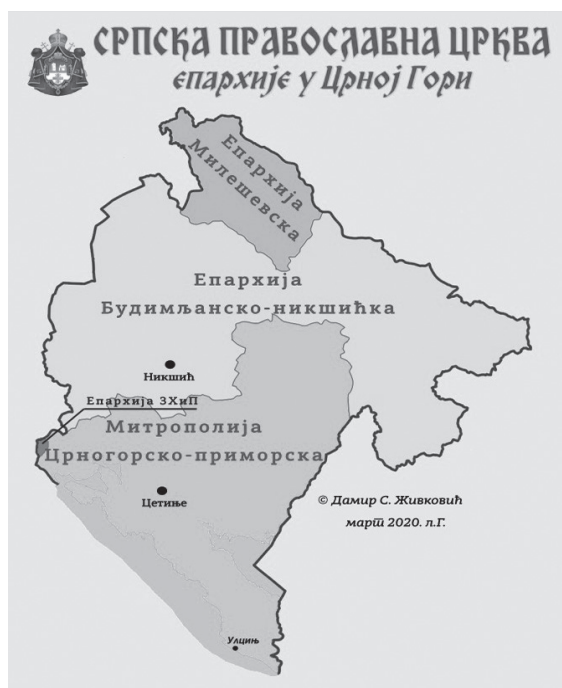 СРПСКА ПРАВОСЛАВНА ЦРКВА
епархије у Црној Гори
Епархија
Милешевска
Епархија
Будимљанско-никшићка
Никшић
Епархија ЗХиП
Митрополија
Црногорско-приморска
Цетиње
© Дамир С. Живковић
март 2020. л.Г.
Улцињ